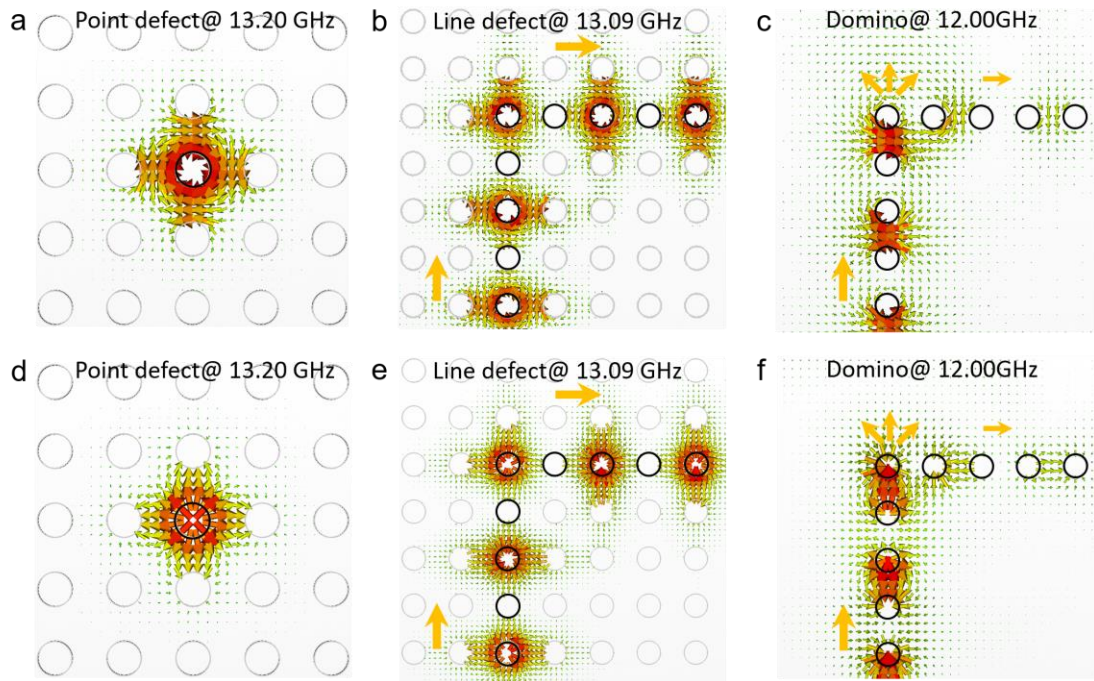 a Point defect@ 13.20 GHz
b Line defect@ 13.09 GHz
c Domino@ 12.00GHz
d Point defect@ 13.20 GHz
e Line defect@ 13.09 GHz
f Domino@ 12.00GHz